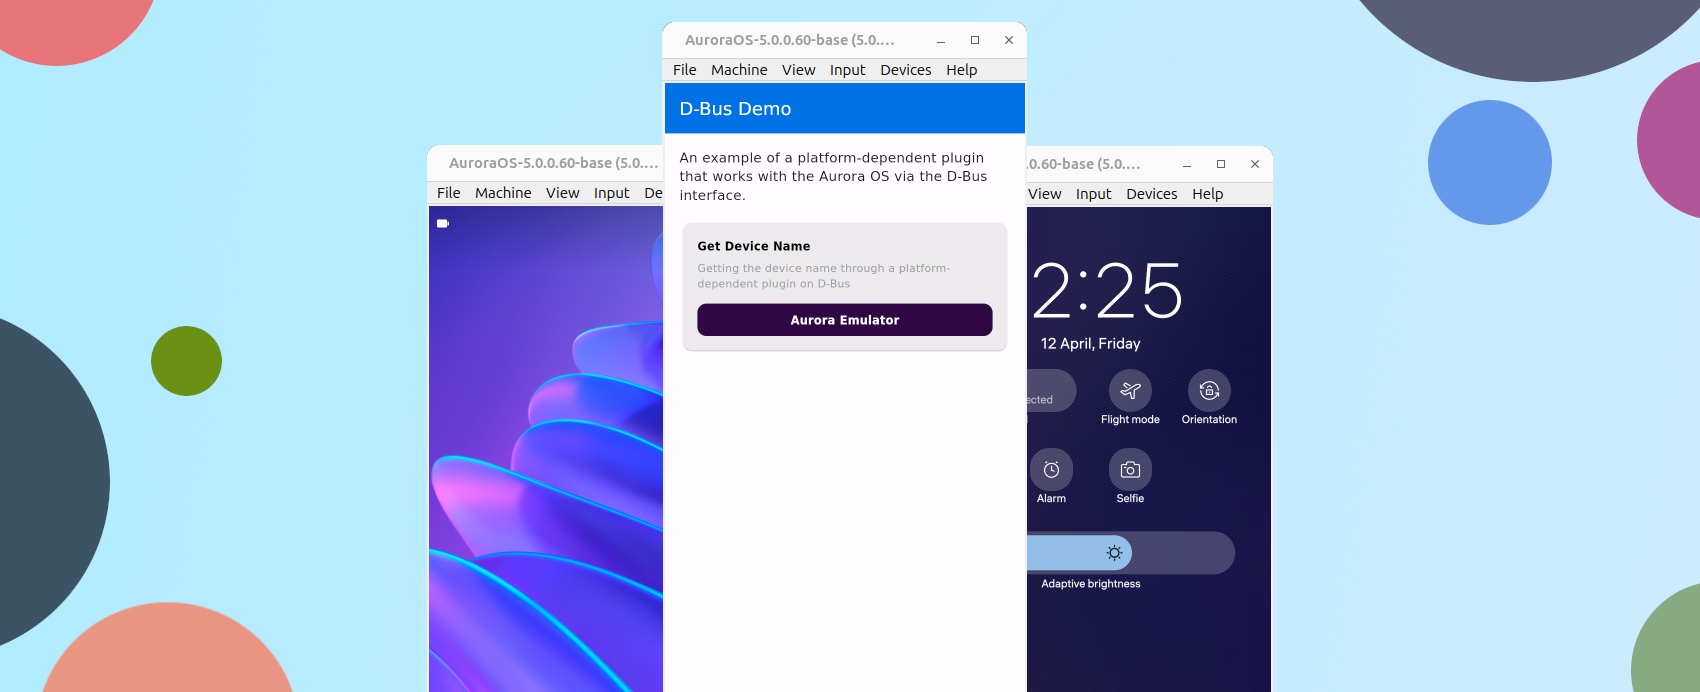 AuroraOS-5.0.0.60-base (5.0....
File Machine View Input Devices Help
D-Bus Demo
An example of a platform-dependent plugin
that works with the Aurora OS via the D-Bus
interface.
Get Device Name
Getting the device name through a platform-
dependent plugin on D-Bus
Aurora Emulator
AuroraOS-5.0.0.60-base (5.0....
File Machine View Input De
.0.60-base (5.0....
View Input Devices Help
2:25
12 April, Friday
ected
Flight mode
Orientation
Alarm
Selfie
Adaptive brightness